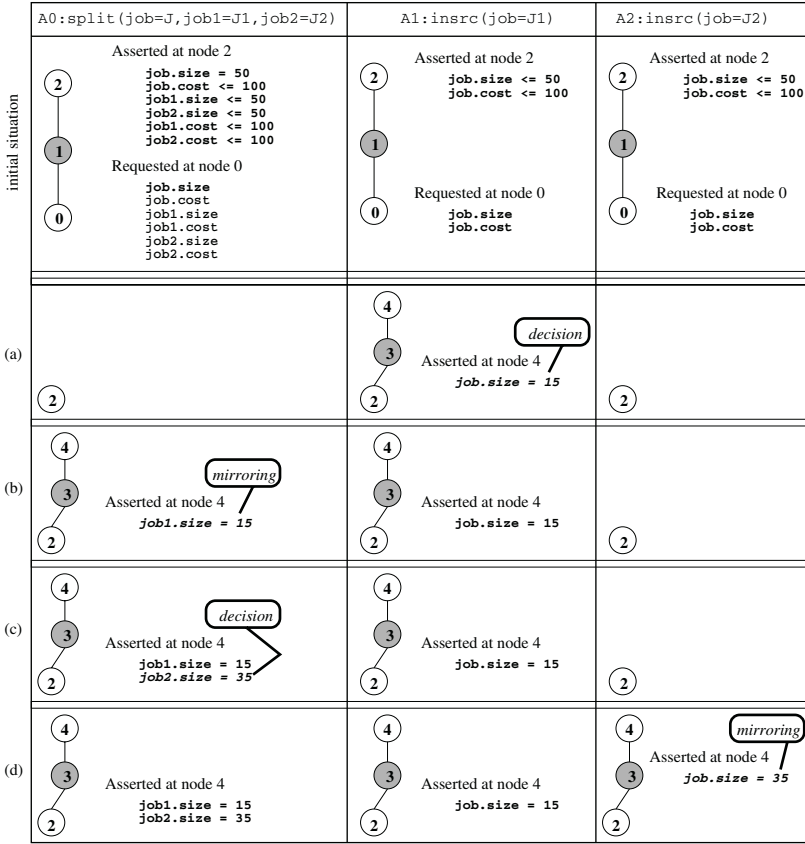 A0:split(job=J,job1=J1,job2=J2)
A1:insrc(job=J1)
A2:insrc(job=J2)
initial situation
Asserted at node 2
job.size = 50
job.cost <= 100
job1.size <= 50
job2.size <= 50
job1.cost <= 100
job2.cost <= 100
Requested at node 0
job.size
job.cost
job1.size
job1.cost
job2.size
job2.cost
2
1
0
Asserted at node 2
job.size <= 50
job.cost <= 100
Requested at node 0
job.size
job.cost
2
1
0
Asserted at node 2
job.size <= 50
job.cost <= 100
Requested at node 0
job.size
job.cost
2
1
0
(a)
2
4
3
2
decision
Asserted at node 4
job.size = 15
2
(b)
4
3
2
mirroring
Asserted at node 4
job1.size = 15
4
3
2
Asserted at node 4
job.size = 15
2
(c)
4
3
2
decision
Asserted at node 4
job1.size = 15
job2.size = 35
4
3
2
Asserted at node 4
job.size = 15
2
(d)
4
3
2
Asserted at node 4
job1.size = 15
job2.size = 35
4
3
2
Asserted at node 4
job.size = 15
4
3
2
mirroring
Asserted at node 4
job.size = 35